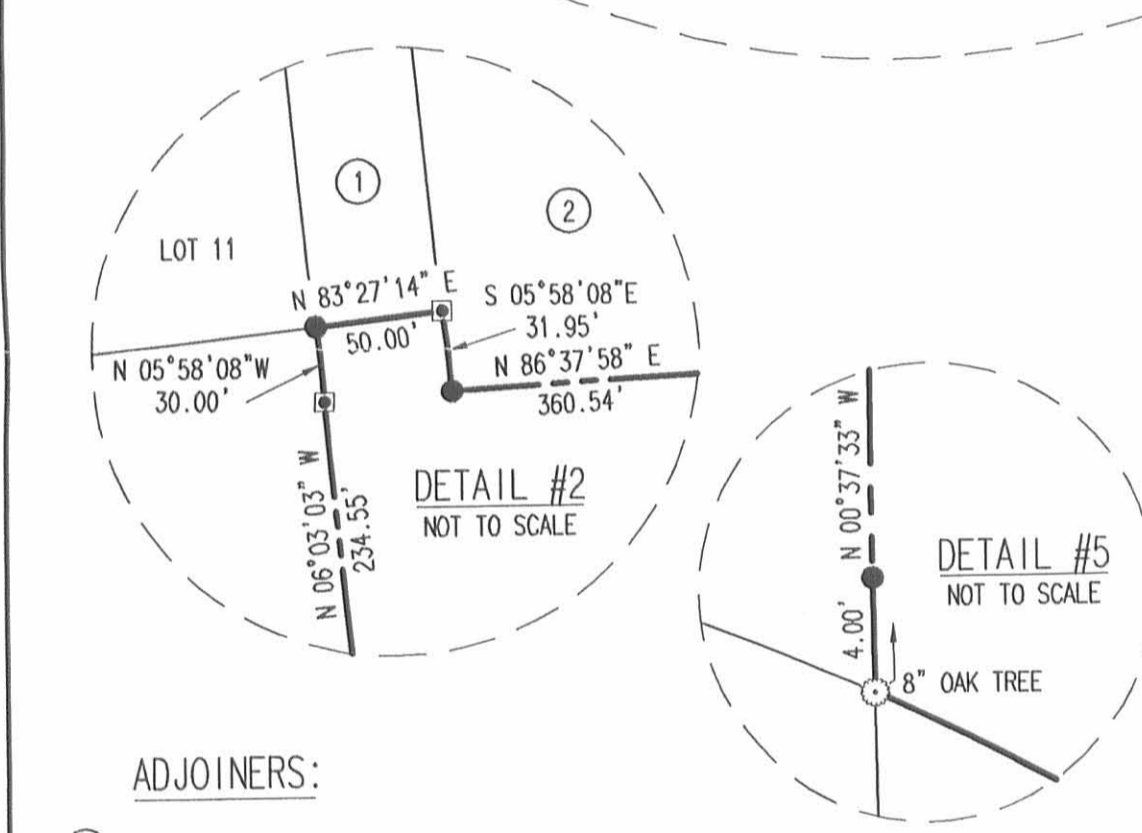 1
2
LOT 11
N 83°27'14" E
50.00'
S 05°58'08"E
31.95'
N 05°58'08"W
30.00'
N 86°37'58" E
360.54'
N 06°03'03" W
234.55'
DETAIL #2
NOT TO SCALE
N 00°37'33" W
4.00'
DETAIL #5
NOT TO SCALE
8" OAK TREE
ADJOINERS: